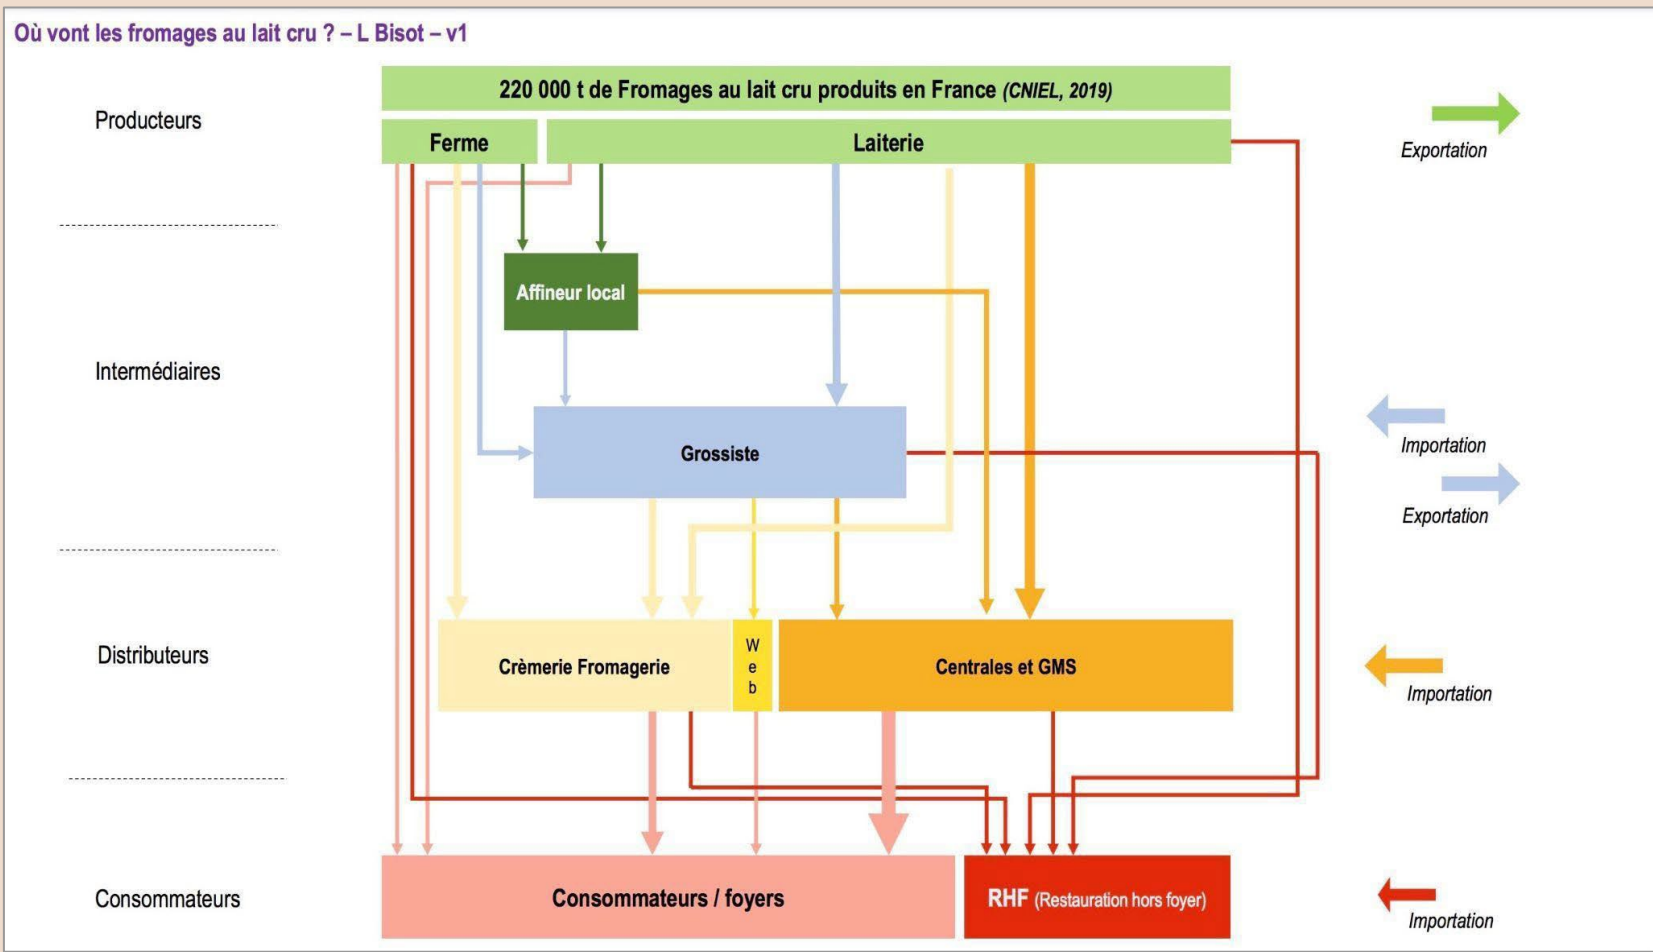 Où vont les fromages au lait cru ? – L Bisot – v1
220 000 t de Fromages au lait cru produits en France (CNIEL, 2019)
Producteurs
Ferme
Laiterie
Exportation
Affineur local
Intermédiaires
Grossiste
Importation
Exportation
Distributeurs
Crèmerie Fromagerie
W
e
b
Centrales et GMS
Importation
Consommateurs
Consommateurs / foyers
RHF (Restauration hors foyer)
Importation